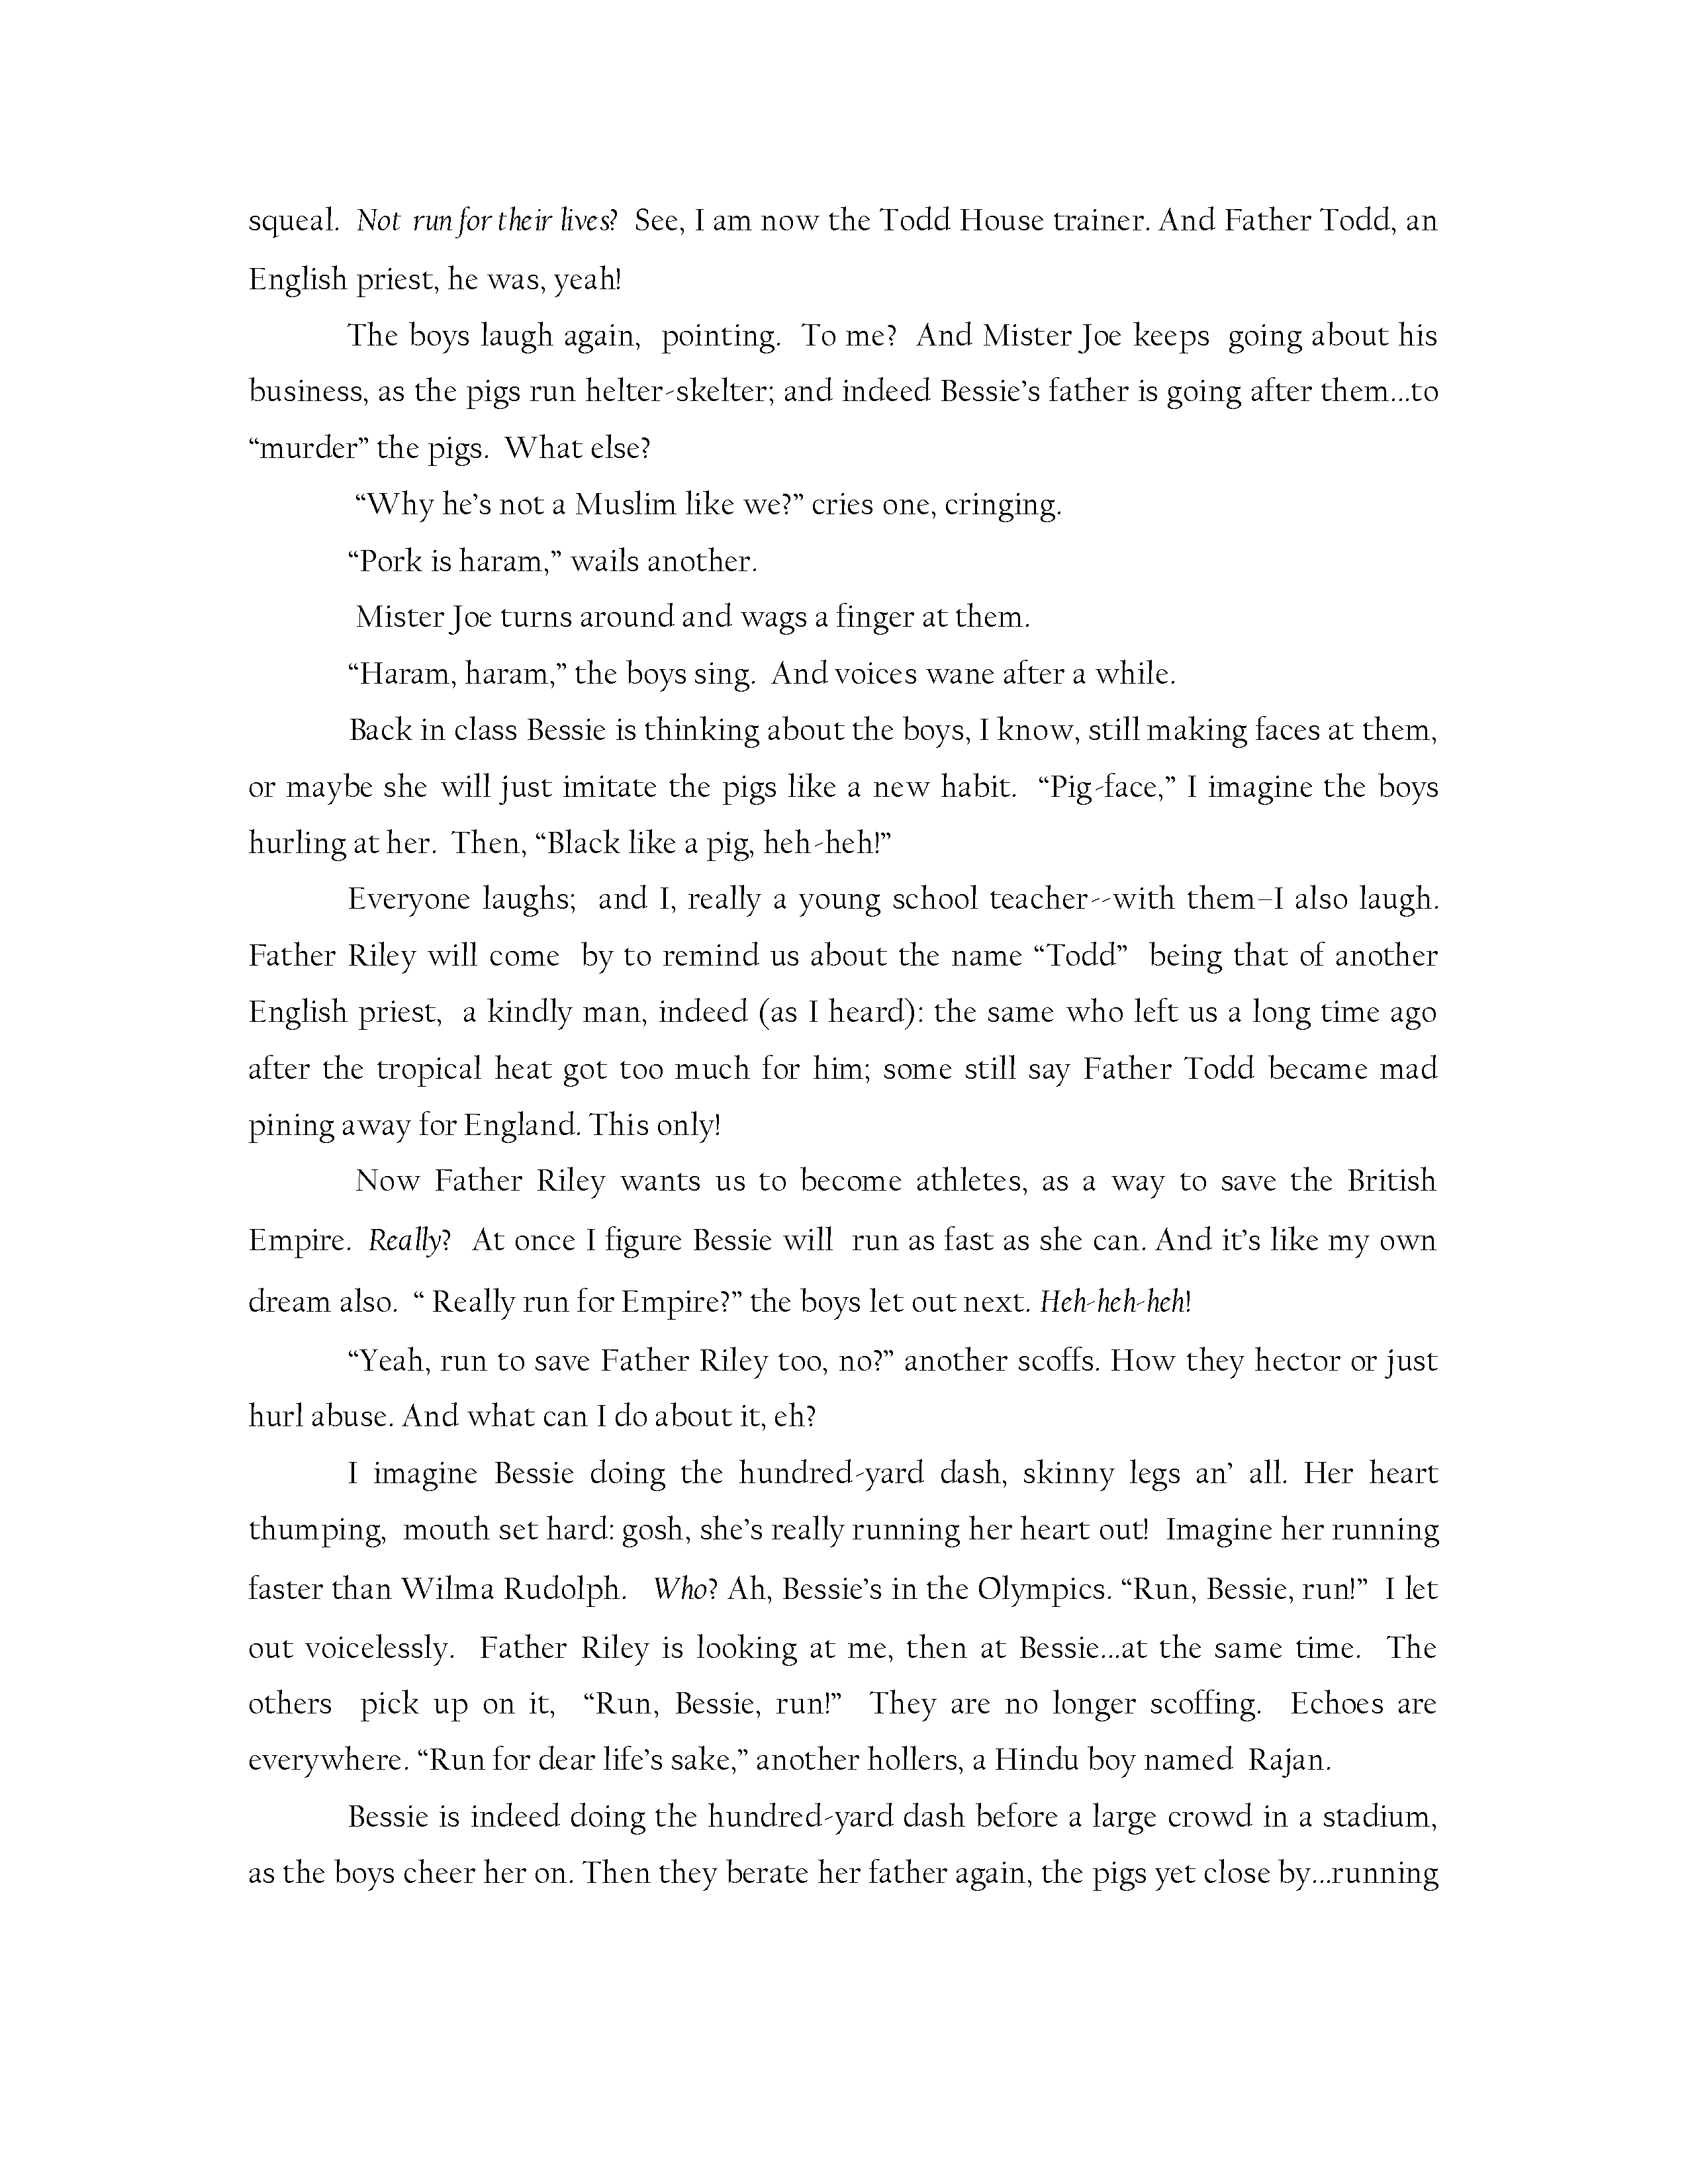 squeal.  Not run for their lives?  See, I am now the Todd House trainer. And Father Todd, an
English priest, he was, yeah!
The boys laugh again,  pointing.  To me?  And Mister Joe keeps  going about his
business, as the pigs run helter-skelter; and indeed Bessie’s father is going after them...to
“murder” the pigs.  What else?
“Why he’s not a Muslim like we?” cries one, cringing.
“Pork is haram,” wails another.
Mister Joe turns around and wags a finger at them.
“Haram, haram,” the boys sing.  And voices wane after a while.
Back in class Bessie is thinking about the boys, I know, still making faces at them,
or maybe she will just imitate the pigs like a new habit.  “Pig-face,” I imagine the boys
hurling at her.  Then, “Black like a pig, heh-heh!”
Everyone laughs;  and I, really a young school teacher--with them–I also laugh.
Father Riley will come  by to remind us about the name “Todd”  being that of another
English priest,  a kindly man, indeed (as I heard): the same who left us a long time ago
after the tropical heat got too much for him; some still say Father Todd became mad
pining away for England. This only!
Now Father Riley wants us to become athletes, as a way to save the British
Empire.  Really?  At once I figure Bessie will  run as fast as she can. And it’s like my own
dream also.  “ Really run for Empire?” the boys let out next. Heh-heh-heh!
“Yeah, run to save Father Riley too, no?” another scoffs. How they hector or just
hurl abuse. And what can I do about it, eh?
I imagine Bessie doing the hundred-yard dash, skinny legs an’ all. Her heart
thumping,  mouth set hard: gosh, she’s really running her heart out!  Imagine her running
faster than Wilma Rudolph.   Who? Ah, Bessie’s in the Olympics. “Run, Bessie, run!”  I let
out voicelessly.  Father Riley is looking at me, then at Bessie...at the same time.  The
others  pick up on it,  “Run, Bessie, run!”  They are no longer scoffing.  Echoes are
everywhere. “Run for dear life’s sake,” another hollers, a Hindu boy named  Rajan.
Bessie is indeed doing the hundred-yard dash before a large crowd in a stadium,
as the boys cheer her on. Then they berate her father again, the pigs yet close by...running